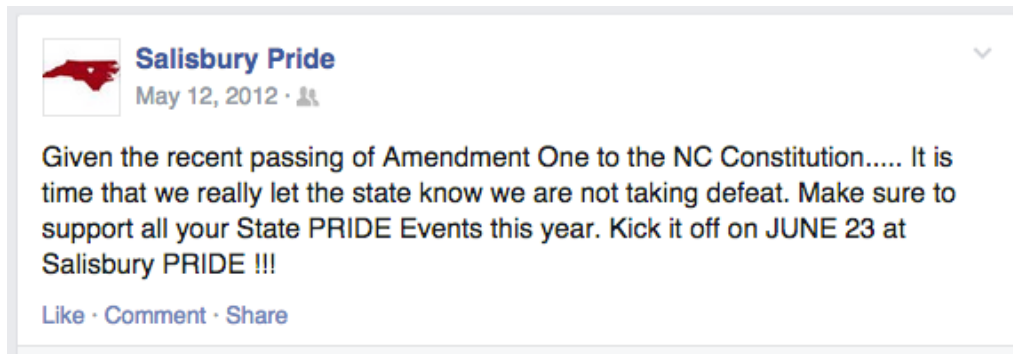 Salisbury Pride
May 12, 2012 ·
Given the recent passing of Amendment One to the NC Constitution..... It is
time that we really let the state know we are not taking defeat. Make sure to
support all your State PRIDE Events this year. Kick it off on JUNE 23 at
Salisbury PRIDE !!!
Like · Comment · Share